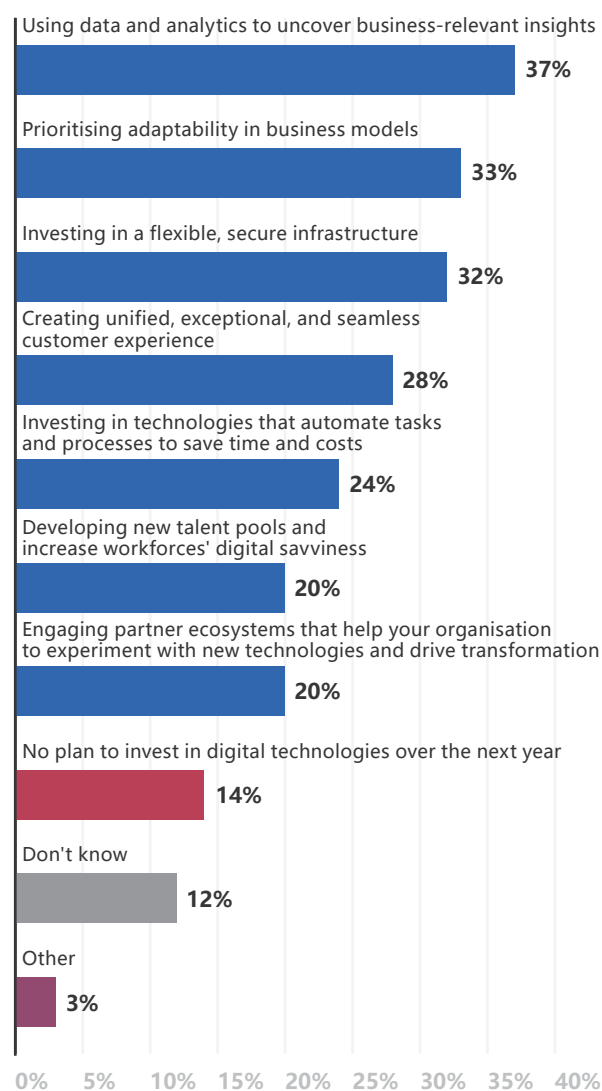 Using data and analytics to uncover business-relevant insights
37%
Prioritising adaptability in business models
33%
Investing in a flexible, secure infrastructure
32%
Creating unified, exceptional, and seamless
customer experience
28%
Investing in technologies that automate tasks
and processes to save time and costs
24%
Developing new talent pools and
increase workforces' digital savviness
20%
Engaging partner ecosystems that help your organisation
to experiment with new technologies and drive transformation
20%
No plan to invest in digital technologies over the next year
14%
Don't know
12%
Other
3%
0% 5% 10% 15% 20% 25% 30% 35% 40%